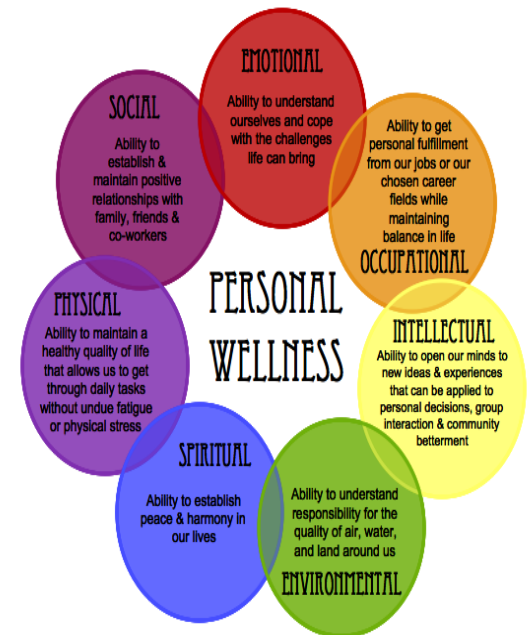 EMOTIONAL
Ability to understand
ourselves and cope
with the challenges
life can bring
Ability to get
personal fulfillment
from our jobs or our
chosen career
fields while
maintaining
balance in life
OCCUPATIONAL
INTELLECTUAL
Ability to open our minds to
new ideas & experiences
that can be applied to
personal decisions, group
interaction & community
betterment
Ability to understand
responsibility for the
quality of air, water,
and land around us
ENVIRONMENTAL
SPIRITUAL
Ability to establish
peace & harmony in
our lives
PHYSICAL
Ability to maintain a
healthy quality of life
that allows us to get
through daily tasks
without undue fatigue
or physical stress
SOCIAL
Ability to
establish &
maintain positive
relationships with
family, friends &
co-workers
PERSONAL
WELLNESS